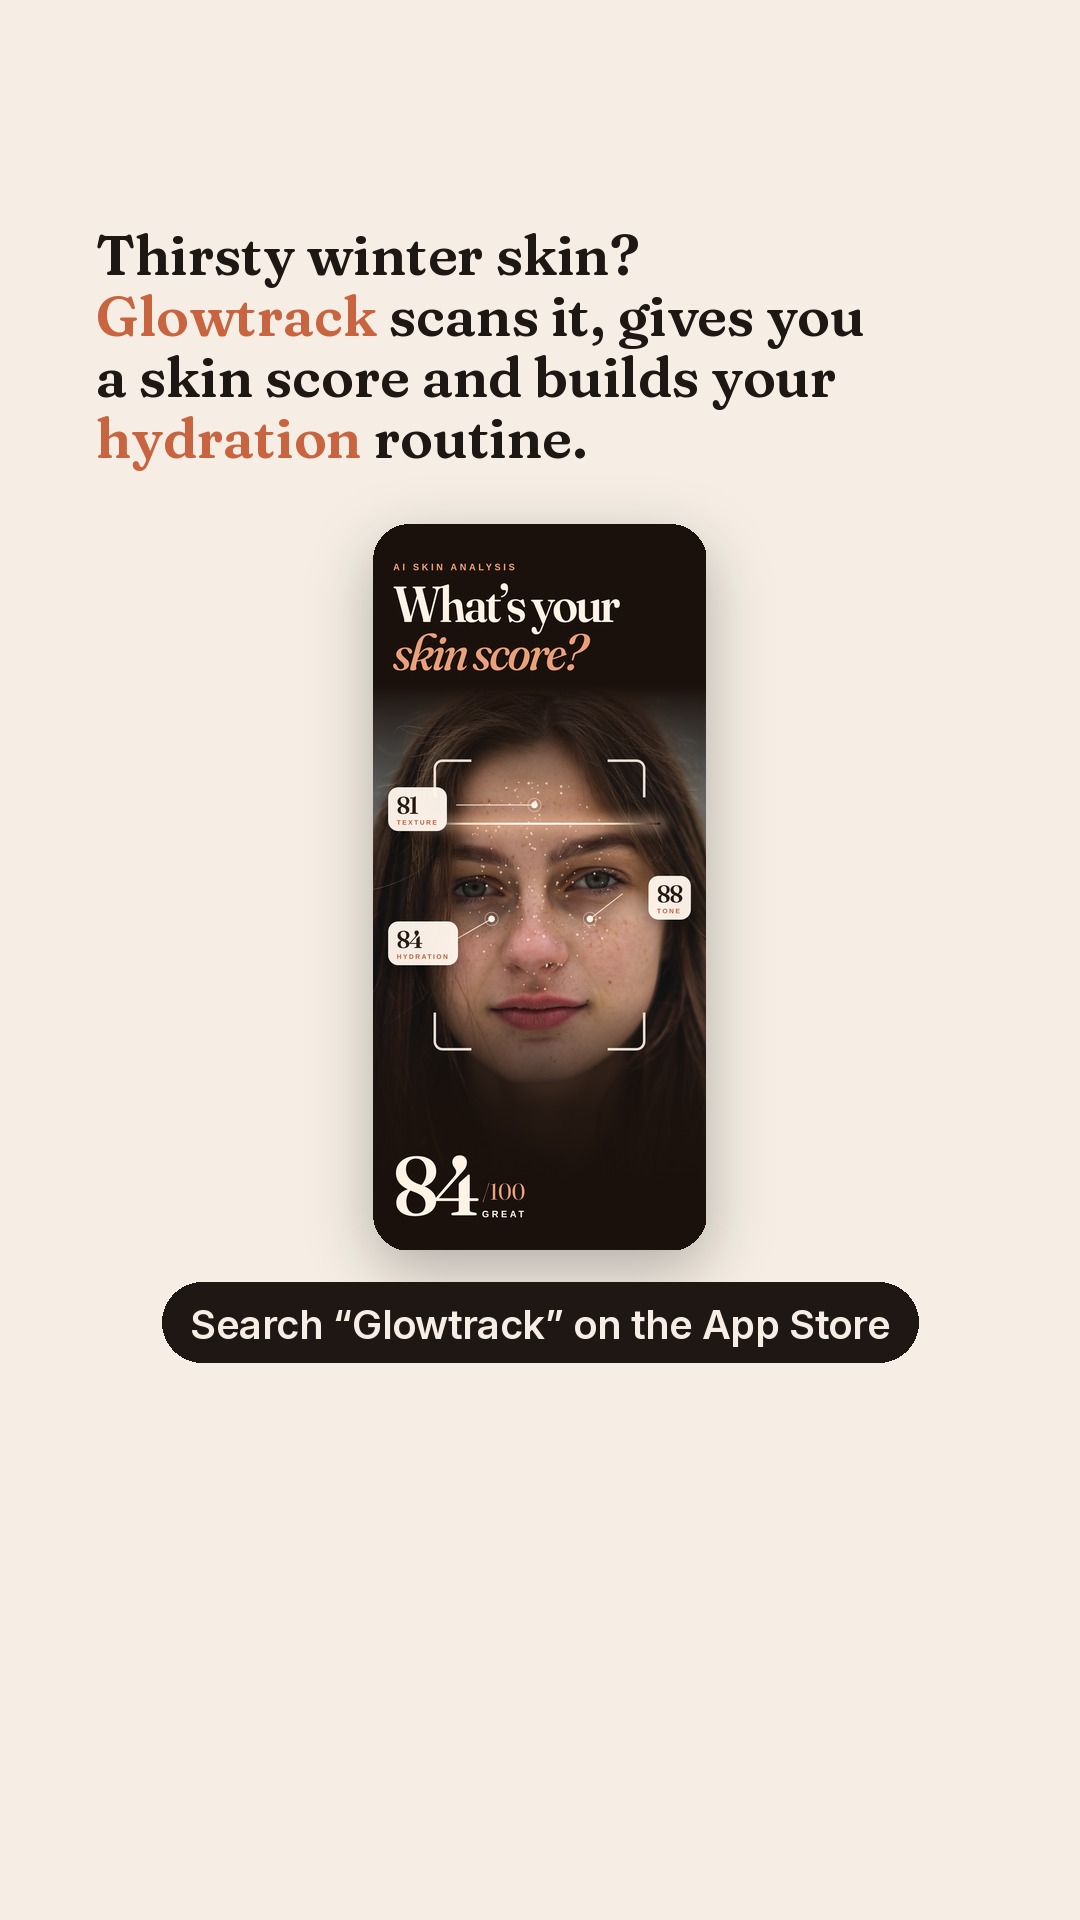 Thirsty winter skin?
Glowtrack scans it, gives you
a skin score and builds your
hydration routine.
AI SKIN ANALYSIS
What’s your
skin score?
81
TEXTURE
88
TONE
84
HYDRATION
84 /100
GREAT
Search “Glowtrack” on the App Store